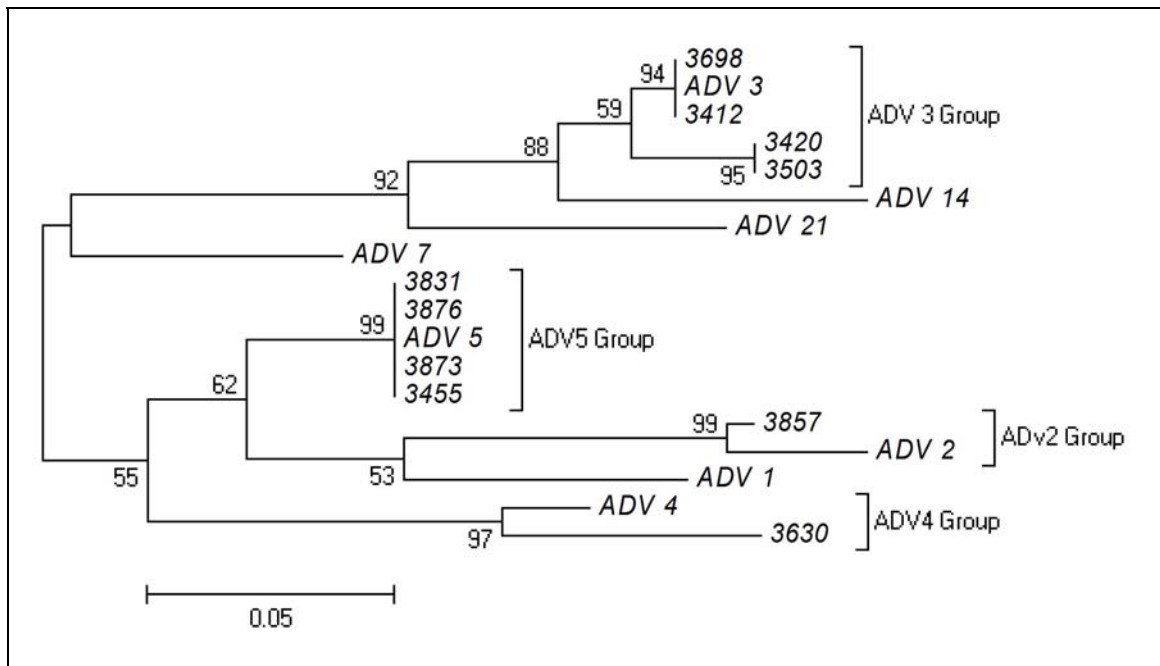 3698
94
ADV 3
59
3412
ADV 3 Group
88
3420
95
3503
92
ADV 14
ADV 21
ADV 7
3831
3876
99
ADV 5
ADV5 Group
3873
62
3455
99
3857
ADV 2
ADv2 Group
55
53
ADV 1
ADV 4
97
3630
ADV4 Group
0.05